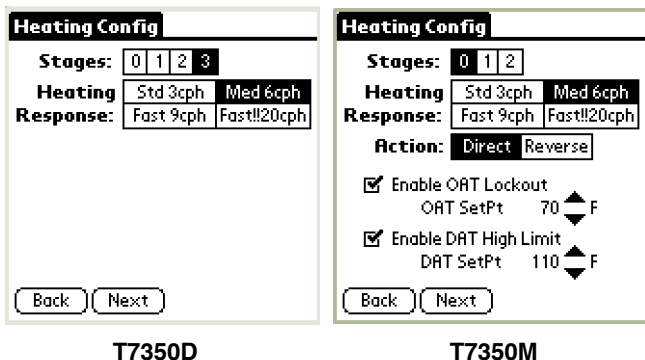 Heating Config
Stages: 0 1 2 3
Heating Response: Std 3cph Med 6cph
Fast 9cph Fast!!20cph
Back Next
T7350D
Heating Config
Stages: 0 1 2
Heating Response: Std 3cph Med 6cph
Fast 9cph Fast!!20cph
Action: Direct Reverse
Enable OAT Lockout
OAT SetPt 70 F
Enable DAT High Limit
DAT SetPt 110 F
Back Next
T7350M